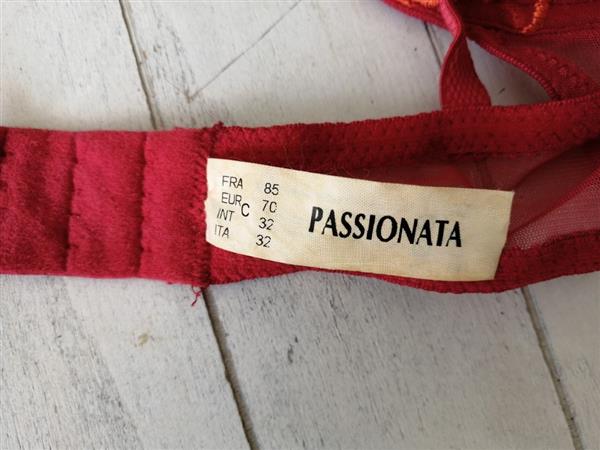 FRA 85
EUR C 70
INT 32
ITA 32
PASSIONATA